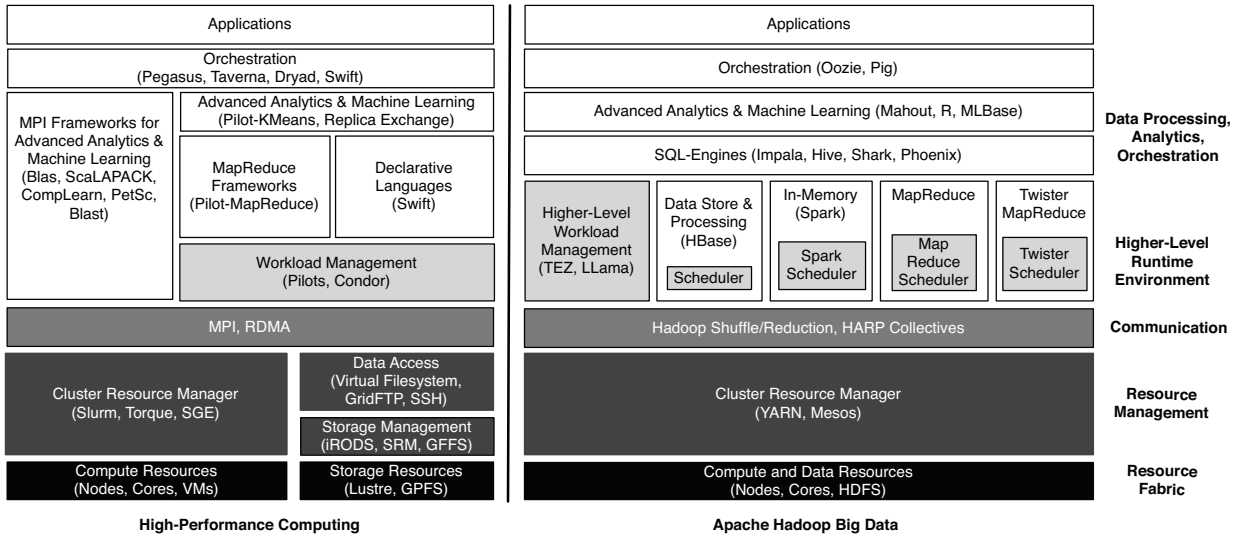 Applications
Orchestration
(Pegasus, Taverna, Dryad, Swift)
MPI Frameworks for
Advanced Analytics &
Machine Learning
(Blas, ScaLAPACK,
CompLearn, PetSc,
Blast)
Advanced Analytics & Machine Learning
(Pilot-KMeans, Replica Exchange)
MapReduce
Frameworks
(Pilot-MapReduce)
Declarative
Languages
(Swift)
Workload Management
(Pilots, Condor)
MPI, RDMA
Cluster Resource Manager
(Slurm, Torque, SGE)
Data Access
(Virtual Filesystem,
GridFTP, SSH)
Storage Management
(iRODS, SRM, GFFS)
Compute Resources
(Nodes, Cores, VMs)
Storage Resources
(Lustre, GPFS)
High-Performance Computing
Applications
Orchestration (Oozie, Pig)
Advanced Analytics & Machine Learning (Mahout, R, MLBase)
SQL-Engines (Impala, Hive, Shark, Phoenix)
Higher-Level
Workload
Management
(TEZ, LLama)
Data Store &
Processing
(HBase)
Scheduler
In-Memory
(Spark)
Spark
Scheduler
MapReduce
Map
Reduce
Scheduler
Twister
MapReduce
Twister
Scheduler
Hadoop Shuffle/Reduction, HARP Collectives
Cluster Resource Manager
(YARN, Mesos)
Compute and Data Resources
(Nodes, Cores, HDFS)
Apache Hadoop Big Data
Data Processing,
Analytics,
Orchestration
Higher-Level
Runtime
Environment
Communication
Resource
Management
Resource
Fabric